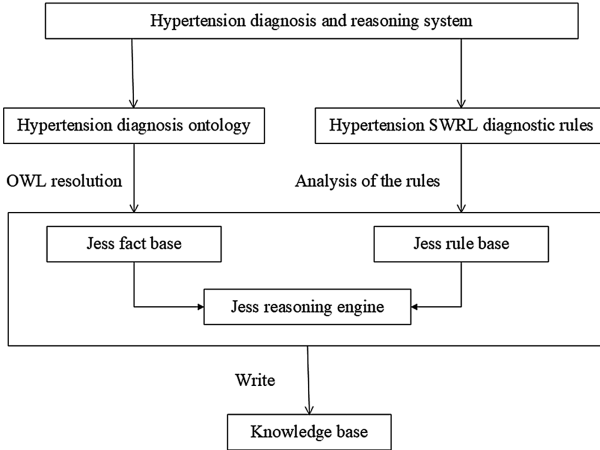 Hypertension diagnosis and reasoning system
Hypertension diagnosis ontology
Hypertension SWRL diagnostic rules
OWL resolution
Analysis of the rules
Jess fact base
Jess rule base
Jess reasoning engine
Write
Knowledge base